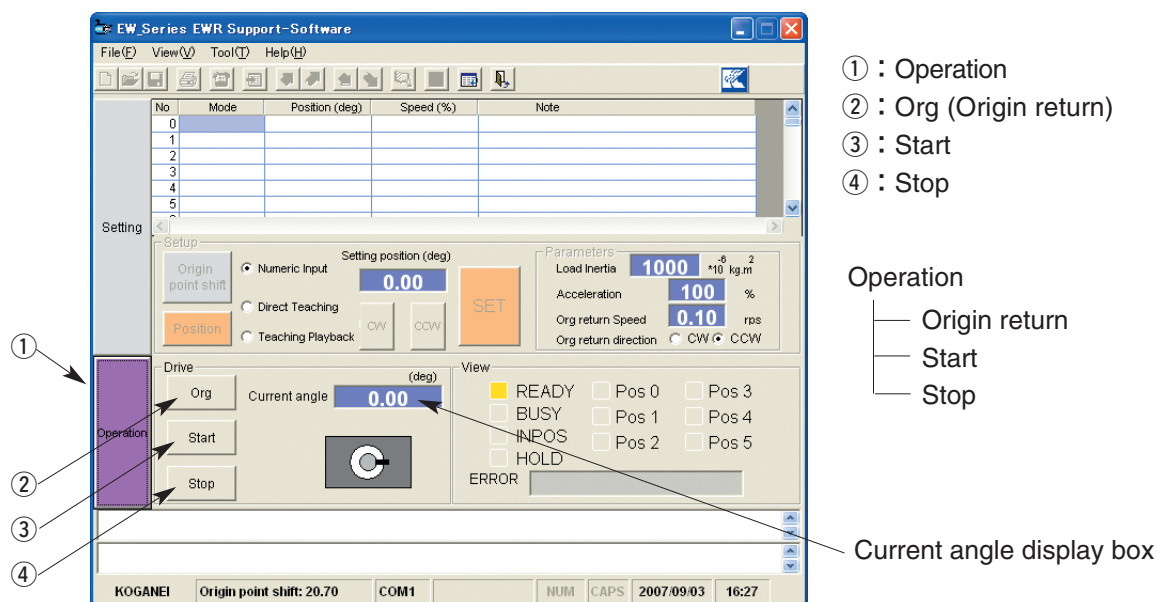 EW_Series EWR Support-Software
File(F) View(V) Tool(T) Help(H)
No Mode Position (deg) Speed (%) Note
0
1
2
3
4
5
Setting
Setup
Origin point shift
Position
Numeric Input
Direct Teaching
Teaching Playback
Setting position (deg)
0.00
CW CCW
SET
Parameters
Load Inertia 1000 *10-6 kg.m2
Acceleration 100 %
Org return Speed 0.10 rps
Org return direction CW CCW
Operation
Drive
Org
Start
Stop
(deg)
Current angle 0.00
View
READY Pos 0 Pos 3
BUSY Pos 1 Pos 4
INPOS Pos 2 Pos 5
HOLD
ERROR
KOGANEI Origin point shift: 20.70 COM1 NUM CAPS 2007/09/03 16:27
①
②
③
④
①：Operation
②：Org (Origin return)
③：Start
④：Stop
Operation
Origin return
Start
Stop
Current angle display box